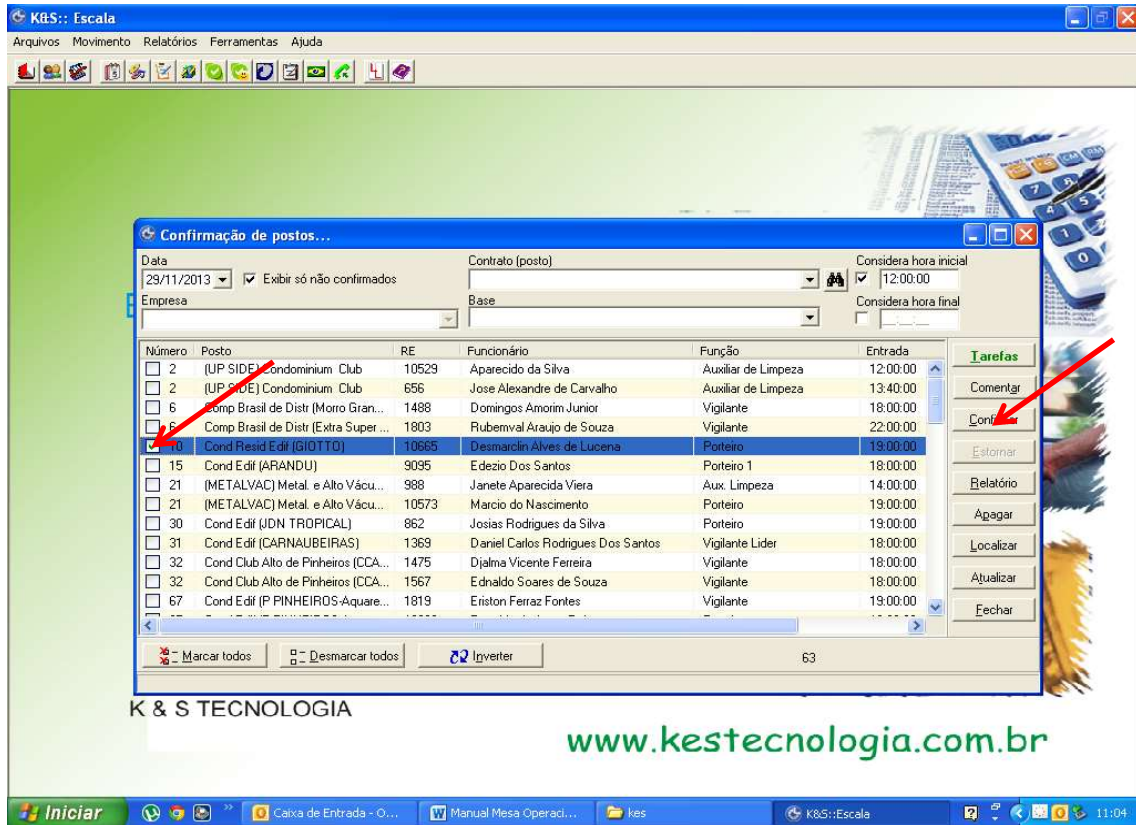 K&S:: Escala
Arquivos Movimento Relatórios Ferramentas Ajuda
Confirmação de postos...
Data Contrato (posto) Considera hora inicial
29/11/2013 Exibir só não confirmados 12:00:00
Empresa Base Considera hora final
__:__:__
Número Posto RE Funcionário Função Entrada
2 (UP SIDE) Condominium Club 10529 Aparecido da Silva Auxiliar de Limpeza 12:00:00
2 (UP SIDE) Condominium Club 656 Jose Alexandre de Carvalho Auxiliar de Limpeza 13:40:00
6 Comp Brasil de Distr (Morro Gran... 1488 Domingos Amorim Junior Vigilante 18:00:00
6 Comp Brasil de Distr (Extra Super ... 1803 Rubemval Araujo de Souza Vigilante 22:00:00
10 Cond Resid Edif (GIOTTO) 10665 Desmarclin Alves de Lucena Porteiro 19:00:00
15 Cond Edif (ARANDU) 9095 Edezio Dos Santos Porteiro 1 18:00:00
21 (METALVAC) Metal. e Alto Vácu... 988 Janete Aparecida Viera Aux. Limpeza 14:00:00
21 (METALVAC) Metal. e Alto Vácu... 10573 Marcio do Nascimento Porteiro 19:00:00
30 Cond Edif (JDN TROPICAL) 862 Josias Rodrigues da Silva Porteiro 19:00:00
31 Cond Edif (CARNAUBEIRAS) 1369 Daniel Carlos Rodrigues Dos Santos Vigilante Lider 18:00:00
32 Cond Club Alto de Pinheiros (CCA... 1475 Djalma Vicente Ferreira Vigilante 18:00:00
32 Cond Club Alto de Pinheiros (CCA... 1567 Ednaldo Soares de Souza Vigilante 18:00:00
67 Cond Edif (P PINHEIROS-Aquare... 1819 Eriston Ferraz Fontes Vigilante 19:00:00
Tarefas
Comentar
Confirmar
Estornar
Relatório
Apagar
Localizar
Atualizar
Fechar
Marcar todos Desmarcar todos Inverter 63
K & S TECNOLOGIA
www.kestecnologia.com.br
Iniciar Caixa de Entrada - O... Manual Mesa Operaci... kes K&S::Escala 11:04